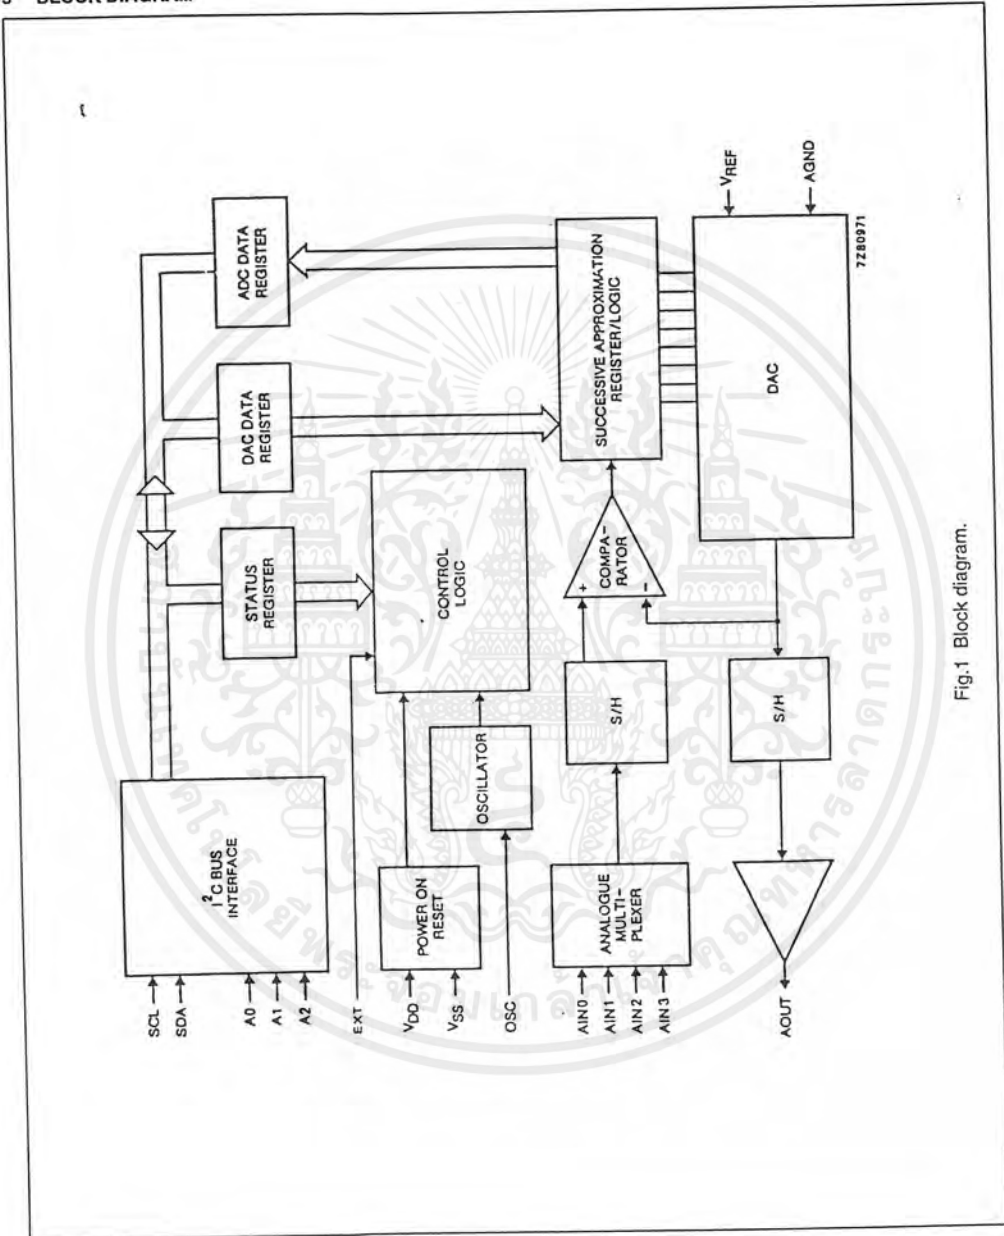 BLOCK DIAGRAM
SCL
SDA
A0
A1
A2
I²C BUS
INTERFACE
STATUS
REGISTER
DAC DATA
REGISTER
ADC DATA
REGISTER
EXT
VDD
VSS
OSC
POWER ON
RESET
OSCILLATOR
CONTROL
LOGIC
SUCCESSIVE APPROXIMATION
REGISTER/LOGIC
AIN0
AIN1
AIN2
AIN3
ANALOGUE
MULTI-
PLEXER
S/H
+
COMPA-
RATOR
-
DAC
VREF
AGND
AOUT
S/H
7Z80971
Fig.1 Block diagram.